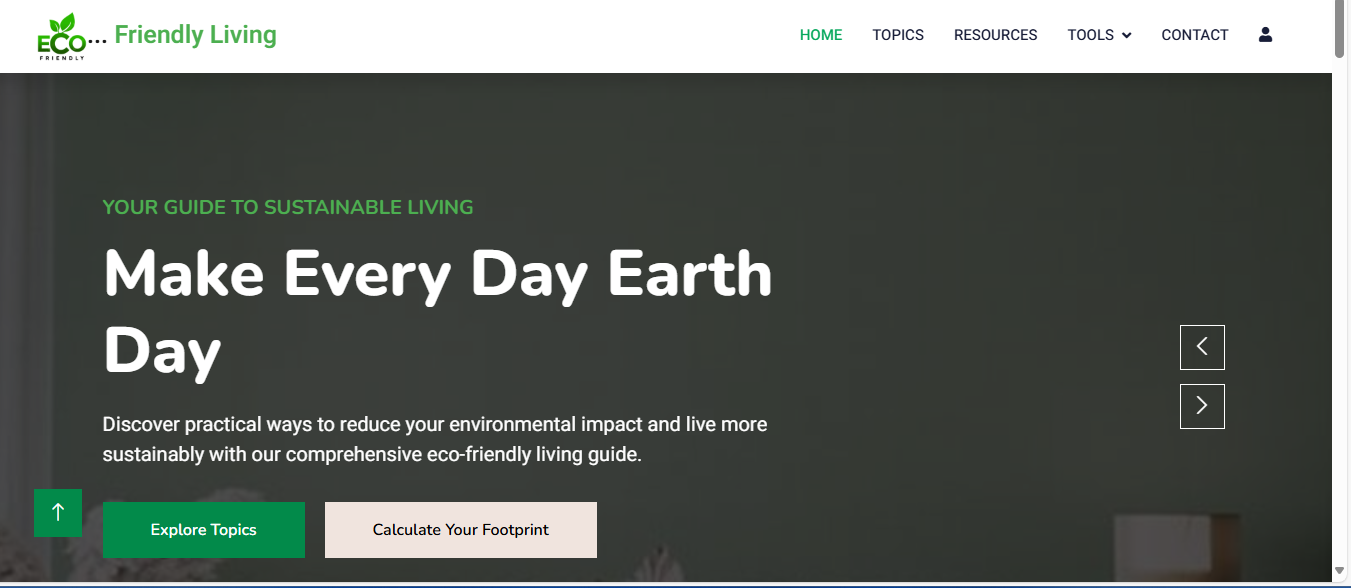 ECO
FRIENDLY
... Friendly Living
HOME TOPICS RESOURCES TOOLS CONTACT
YOUR GUIDE TO SUSTAINABLE LIVING
Make Every Day Earth
Day
Discover practical ways to reduce your environmental impact and live more
sustainably with our comprehensive eco-friendly living guide.
Explore Topics Calculate Your Footprint